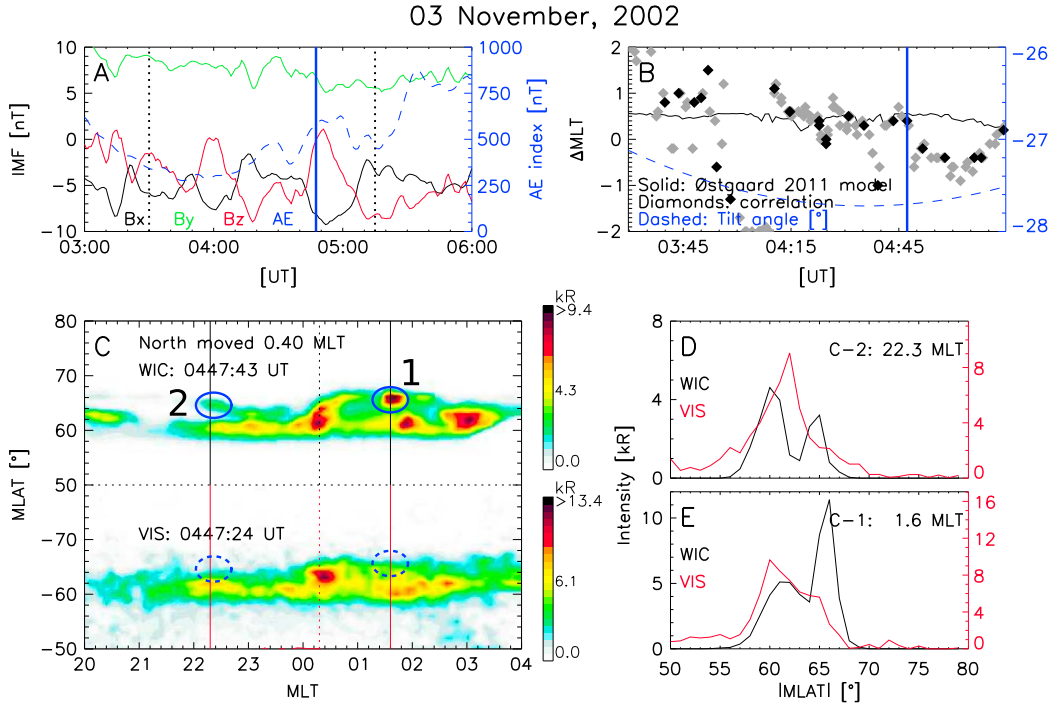 03 November, 2002
A
10
5
0
−5
−10
IMF [nT]
1000
750
500
250
0
AE index [nT]
Bx By Bz AE
03:00 04:00 05:00 06:00
[UT]
B
2
1
0
−1
−2
ΔMLT
−26
−27
−28
Solid: Østgaard 2011 model
Diamonds: correlation
Dashed: Tilt angle [°]
03:45 04:15 04:45
[UT]
C
North moved 0.40 MLT
WIC: 0447:43 UT
1
2
VIS: 0447:24 UT
80
70
60
50
−70
−60
−50
MLAT [°]
20 21 22 23 00 01 02 03 04
MLT
kR
>9.4
4.3
0.0
kR
>13.4
6.1
0.0
D
C−2: 22.3 MLT
WIC
VIS
8
4
0
8
6
4
2
0
Intensity [kR]
E
C−1: 1.6 MLT
WIC
VIS
10
5
0
16
12
8
4
0
50 55 60 65 70 75 80
|MLAT| [°]